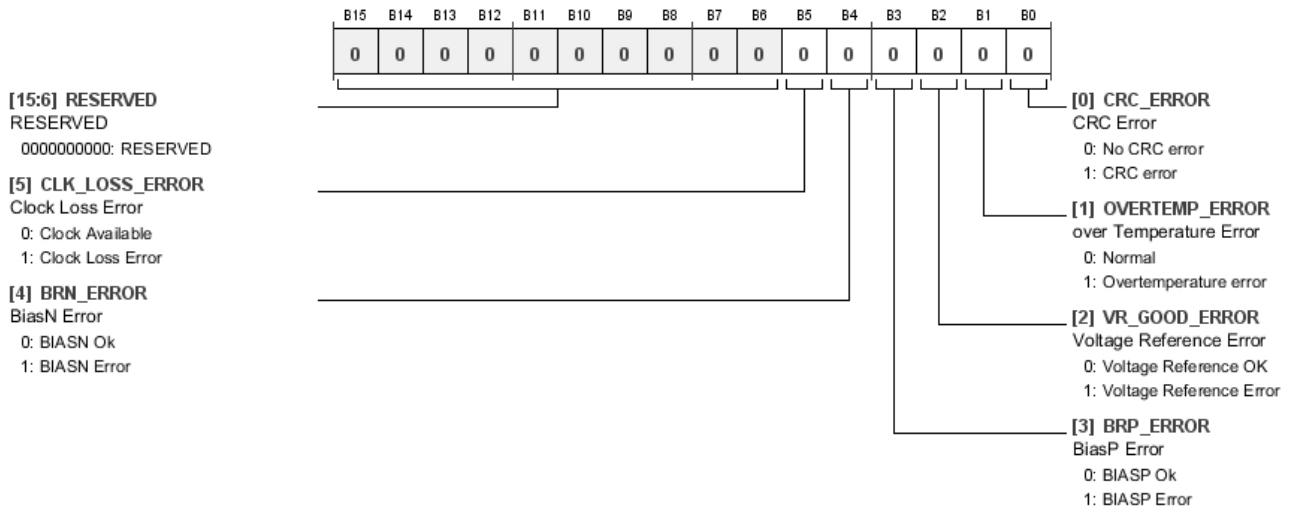 B15 B14 B13 B12 B11 B10 B9 B8 B7 B6 B5 B4 B3 B2 B1 B0
0 0 0 0 0 0 0 0 0 0 0 0 0 0 0 0
[15:6] RESERVED
RESERVED
0000000000: RESERVED
[5] CLK_LOSS_ERROR
Clock Loss Error
0: Clock Available
1: Clock Loss Error
[4] BRN_ERROR
BiasN Error
0: BIASN Ok
1: BIASN Error
[0] CRC_ERROR
CRC Error
0: No CRC error
1: CRC error
[1] OVERTEMP_ERROR
over Temperature Error
0: Normal
1: Overtemperature error
[2] VR_GOOD_ERROR
Voltage Reference Error
0: Voltage Reference OK
1: Voltage Reference Error
[3] BRP_ERROR
BiasP Error
0: BIASP Ok
1: BIASP Error